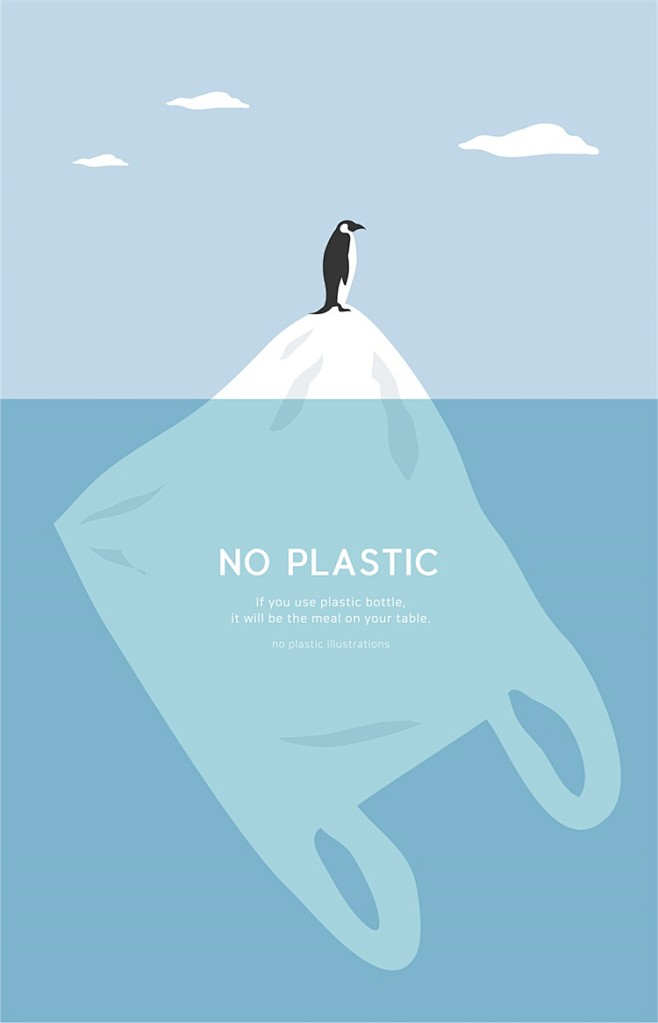 NO PLASTIC
If you use plastic bottle,
it will be the meal on your table.
no plastic illustrations